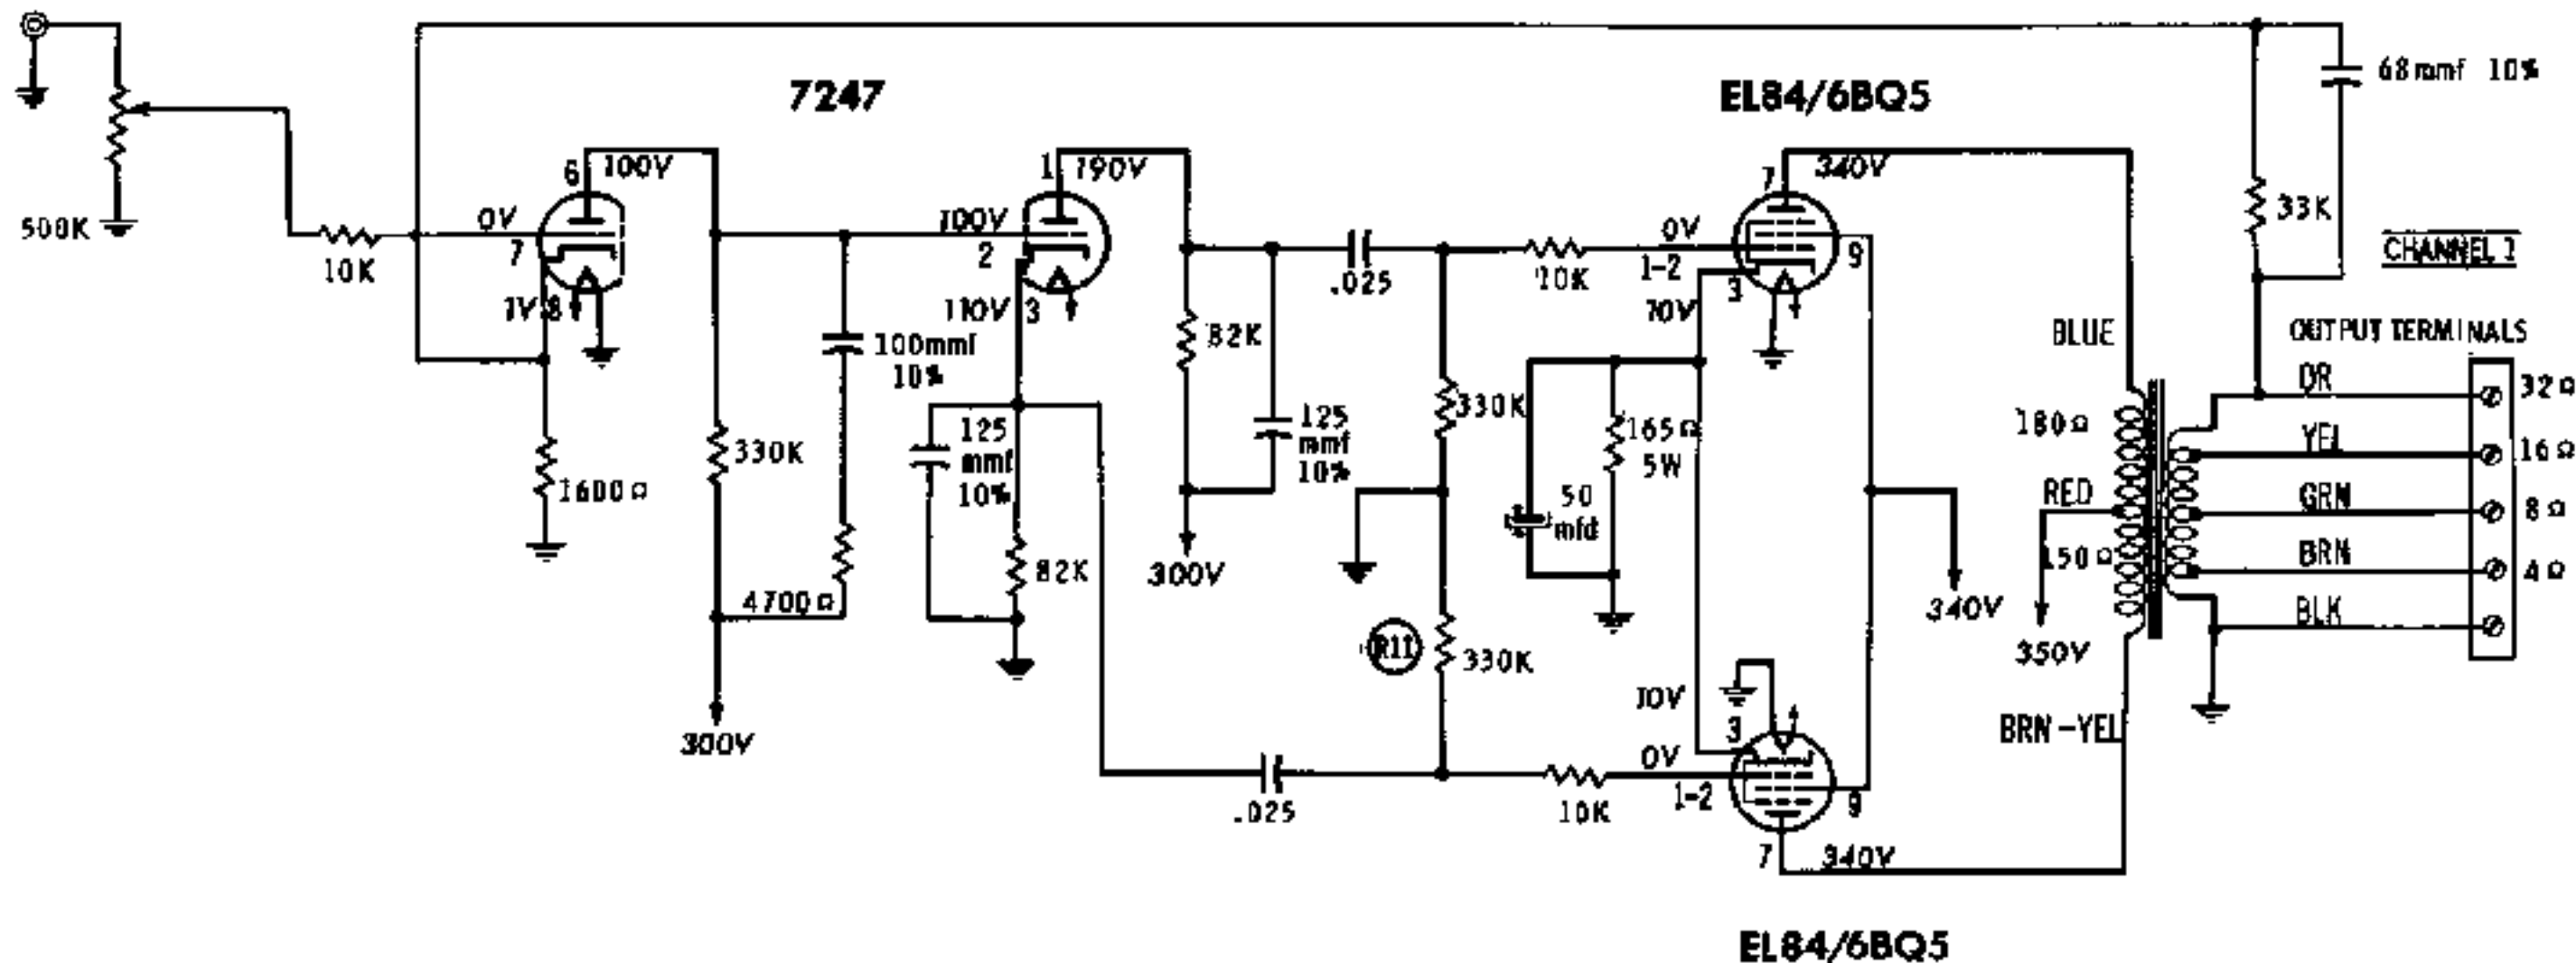 68mmf 10%
7247
EL84/6BQ5
500K
10K
0V
7
6
100V
1V
8
1600Ω
330K
100mmf
10%
4700Ω
300V
100V
2
1
190V
110V
3
125
mmf
10%
82K
82K
125
mmf
10%
300V
.025
.025
330K
R11
330K
10K
0V
1-2
7
340V
9
3
10V
165Ω
5W
50
mfd
340V
10V
3
0V
1-2
10K
9
7
340V
EL84/6BQ5
33K
CHANNEL 1
OUTPUT TERMINALS
BLUE
180Ω
RED
150Ω
350V
BRN-YEL
OR
32Ω
YEL
16Ω
GRN
8Ω
BRN
4Ω
BLK